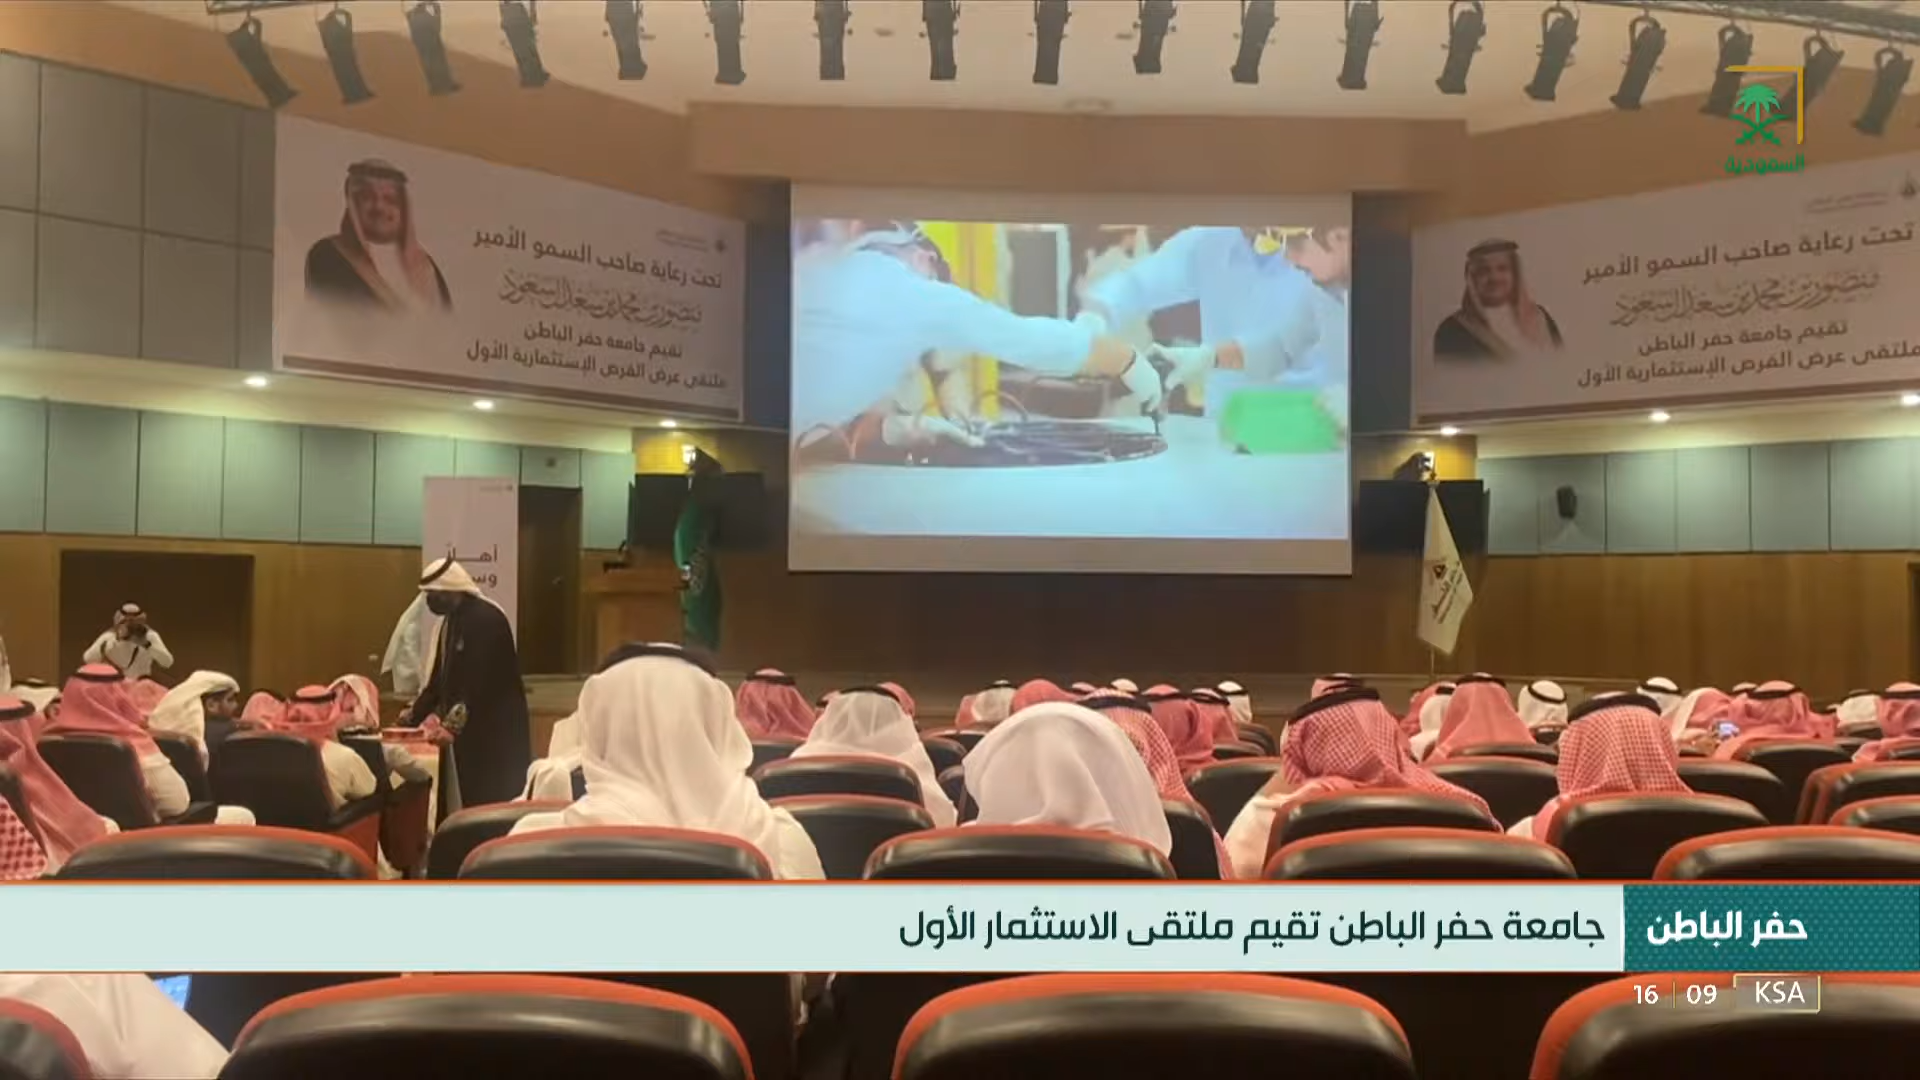 السعودية
تحت رعاية صاحب السمو الأمير
منصور بن محمد بن سعد آل سعود
تقيم جامعة حفر الباطن
ملتقى عرض الفرص الإستثمارية الأول
تحت رعاية صاحب السمو الأمير
منصور بن محمد بن سعد آل سعود
تقيم جامعة حفر الباطن
ملتقى عرض الفرص الإستثمارية الأول
أهـــلاً
حفر الباطن
جامعة حفر الباطن تقيم ملتقى الاستثمار الأول
16 | 09 KSA